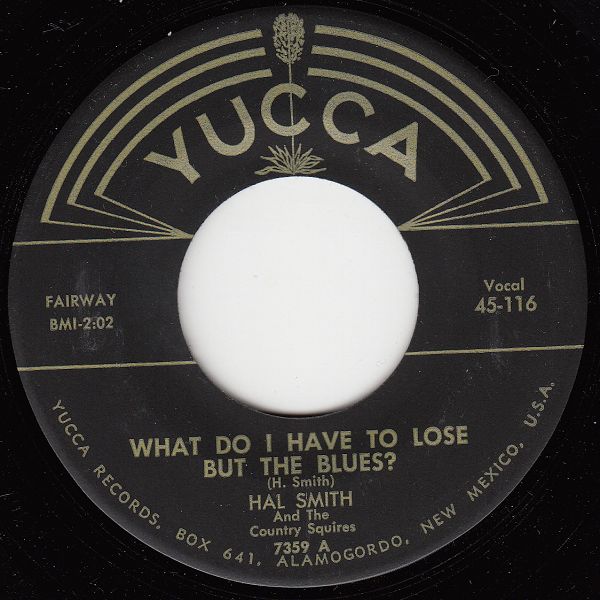 YUCCA
FAIRWAY
BMI-2:02
Vocal
45-116
WHAT DO I HAVE TO LOSE
BUT THE BLUES?
(H. Smith)
HAL SMITH
And The
Country Squires
7359 A
YUCCA RECORDS, BOX 641, ALAMOGORDO, NEW MEXICO, U.S.A.